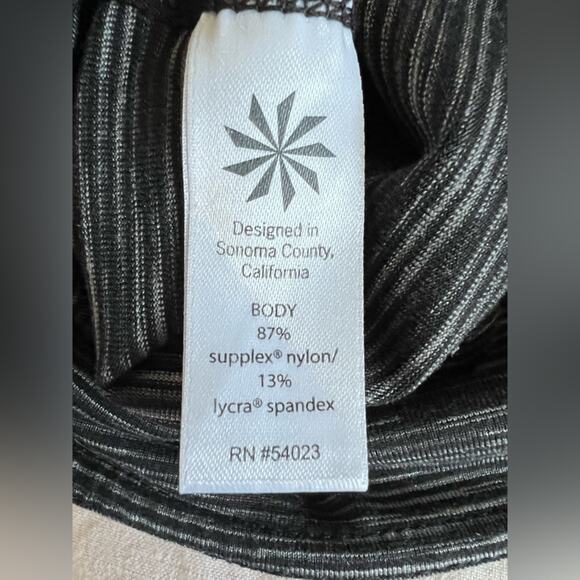 Designed in
Sonoma County,
California
BODY
87%
supplex® nylon/
13%
lycra® spandex
RN #54023